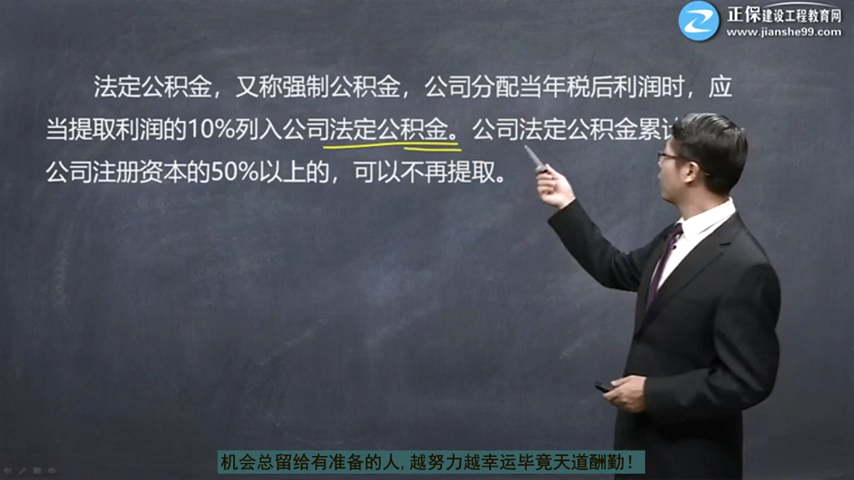 正保建设工程教育网
www.jianshe99.com
法定公积金，又称强制公积金，公司分配当年税后利润时，应
当提取利润的10%列入公司法定公积金。公司法定公积金累计
公司注册资本的50%以上的，可以不再提取。
机会总留给有准备的人,越努力越幸运毕竟天道酬勤!